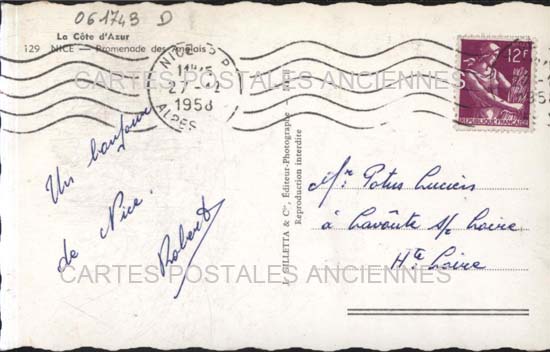 061743 D
La Côte d'Azur
129 NICE — Promenade des Anglais
NICE R.P
27-2
1958
ALPES
12F
REPUBLIQUE FRANÇAISE
CARTES POSTALES ANCIENNES
Un bonjour
de Nice.
Robert
GILLETTA & Cie, Éditeur-Photographe - NICE
Reproduction interdite
Mr Potus Lucien
à Lavoûte s/ Loire
Hte Loire
CARTES POSTALES ANCIENNES